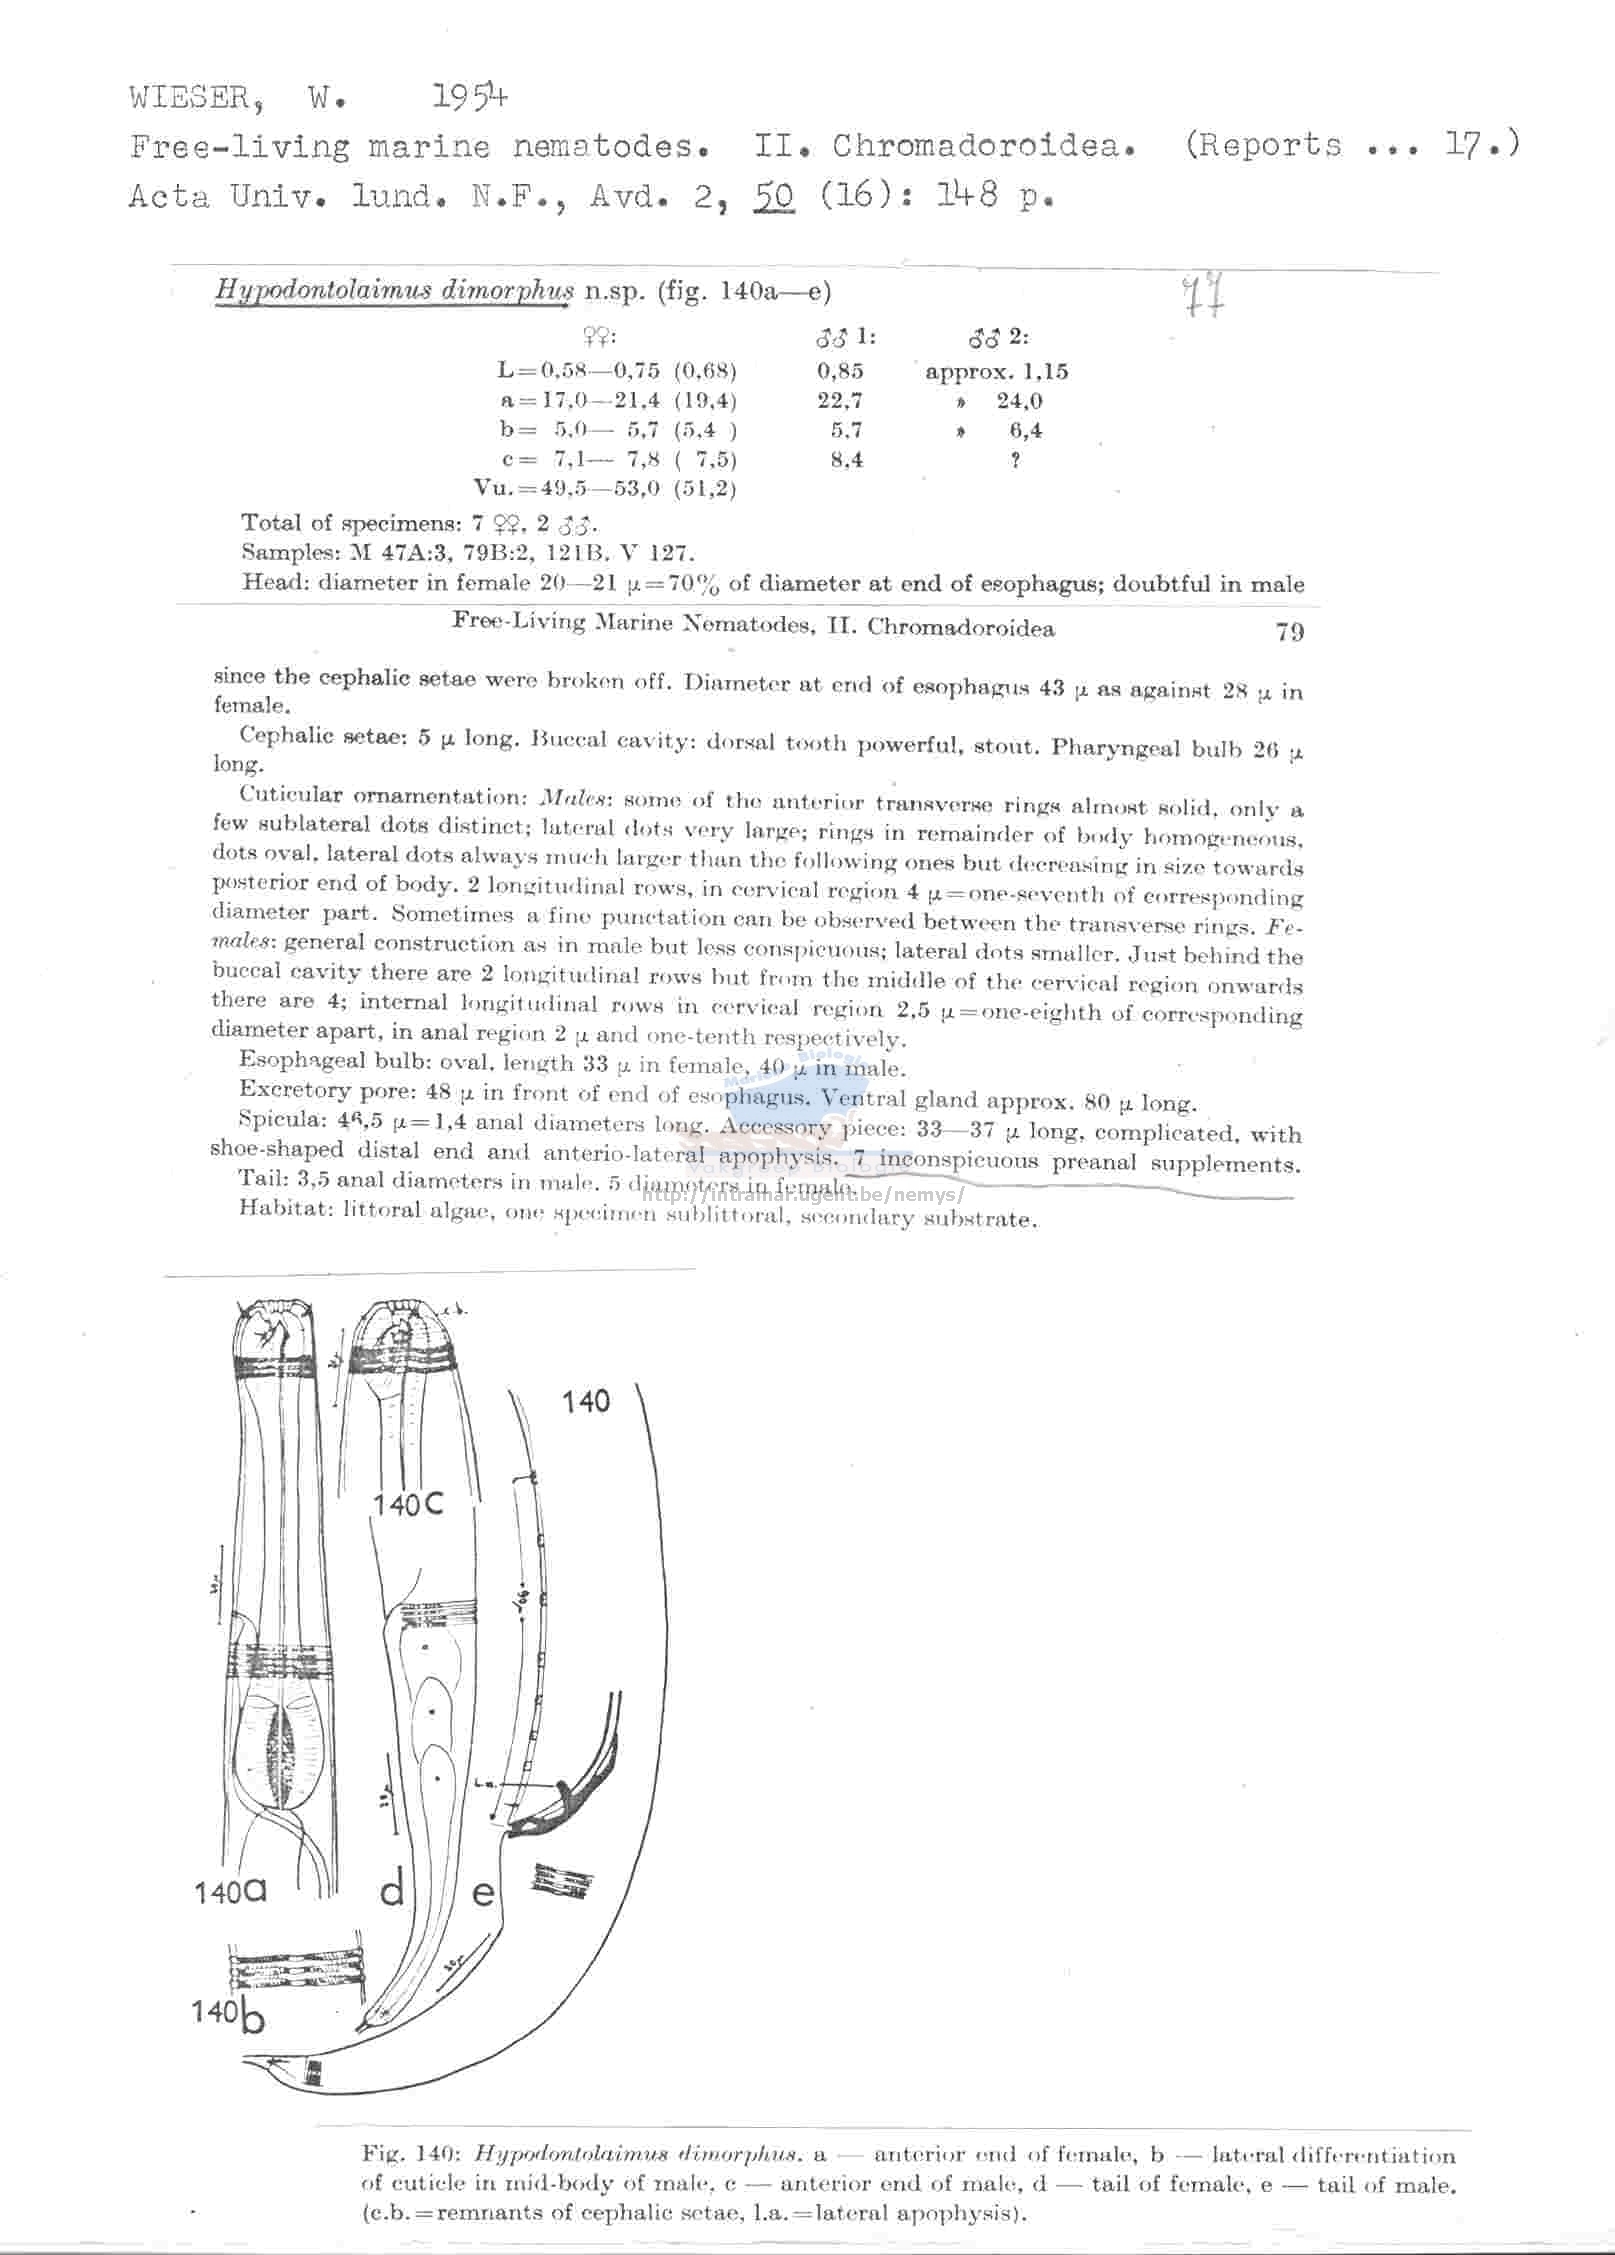 WIESER, W. 1954
Free-living marine nematodes. II. Chromadoroidea. (Reports ... 17.)
Acta Univ. lund. N.F., Avd. 2, 50 (16): 148 p.
Hypodontolaimus dimorphus n.sp. (fig. 140a—e)
♀♀: ♂♂ 1: ♂♂ 2:
L=0,58—0,75 (0,68) 0,85 approx. 1,15
a=17,0—21,4 (19,4) 22,7 » 24,0
b= 5,0— 5,7 (5,4 ) 5,7 » 6,4
c= 7,1— 7,8 ( 7,5) 8,4 ?
Vu.=49,5—53,0 (51,2)
Total of specimens: 7 ♀♀, 2 ♂♂.
Samples: M 47A:3, 79B:2, 121B. V 127.
Head: diameter in female 20—21 μ=70% of diameter at end of esophagus; doubtful in male
Free-Living Marine Nematodes, II. Chromadoroidea 79
since the cephalic setae were broken off. Diameter at end of esophagus 43 μ as against 28 μ in
female.
Cephalic setae: 5 μ long. Buccal cavity: dorsal tooth powerful, stout. Pharyngeal bulb 26 μ
long.
Cuticular ornamentation: Males: some of the anterior transverse rings almost solid, only a
few sublateral dots distinct; lateral dots very large; rings in remainder of body homogeneous,
dots oval, lateral dots always much larger than the following ones but decreasing in size towards
posterior end of body. 2 longitudinal rows, in cervical region 4 μ=one-seventh of corresponding
diameter part. Sometimes a fine punctation can be observed between the transverse rings. Fe-
males: general construction as in male but less conspicuous; lateral dots smaller. Just behind the
buccal cavity there are 2 longitudinal rows but from the middle of the cervical region onwards
there are 4; internal longitudinal rows in cervical region 2,5 μ=one-eighth of corresponding
diameter apart, in anal region 2 μ and one-tenth respectively.
Esophageal bulb: oval, length 33 μ in female, 40 μ in male.
Excretory pore: 48 μ in front of end of esophagus. Ventral gland approx. 80 μ long.
Spicula: 46,5 μ=1,4 anal diameters long. Accessory piece: 33—37 μ long, complicated, with
shoe-shaped distal end and anterio-lateral apophysis. 7 inconspicuous preanal supplements.
Tail: 3,5 anal diameters in male, 5 diameters in female.
Habitat: littoral algae, one specimen sublittoral, secondary substrate.
Mariene Biologie
Vakgroep Biologie
http://intramar.ugent.be/nemys/
c.b.
140
140C
l.a.
140a
d
e
140b
Fig. 140: Hypodontolaimus dimorphus. a — anterior end of female, b — lateral differentiation
of cuticle in mid-body of male, c — anterior end of male, d — tail of female, e — tail of male.
(c.b.=remnants of cephalic setae, l.a.=lateral apophysis).